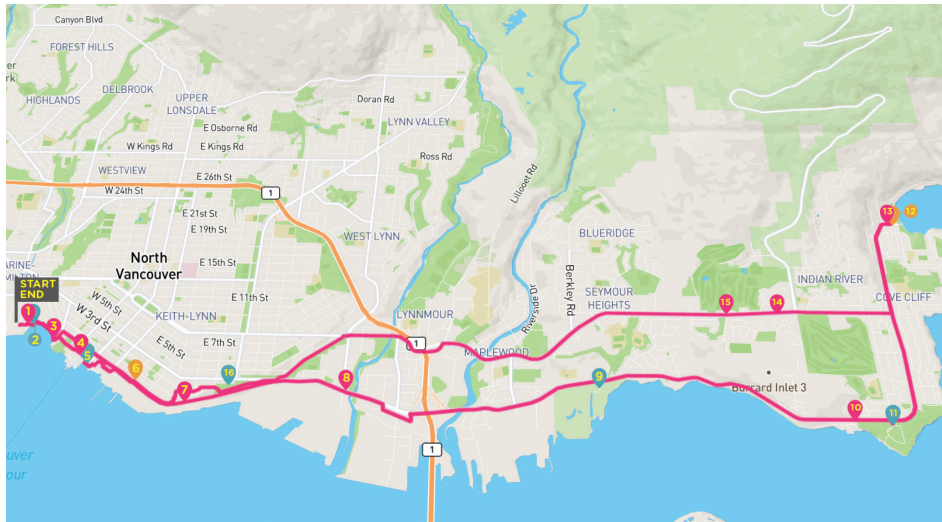 Canyon Blvd
FOREST HILLS
DELBROOK
HIGHLANDS
UPPER
LONSDALE
Doran Rd
LYNN VALLEY
E Osborne Rd
W Kings Rd
E Kings Rd
Ross Rd
WESTVIEW
E 26th St
W 24th St
1
Lillooet Rd
E 21st St
E 19th St
WEST LYNN
BLUERIDGE
13
12
North
Vancouver
E 15th St
Berkley Rd
INDIAN RIVER
START
END
W 5th St
E 11th St
SEYMOUR
HEIGHTS
COVE CLIFF
1
W 3rd St
KEITH-LYNN
LYNNMOUR
Riverside Dr
15
14
2
3
4
5
E 5th St
E 7th St
1
MAPLEWOOD
6
16
7
8
9
Burrard Inlet 3
10
11
1
uver
our